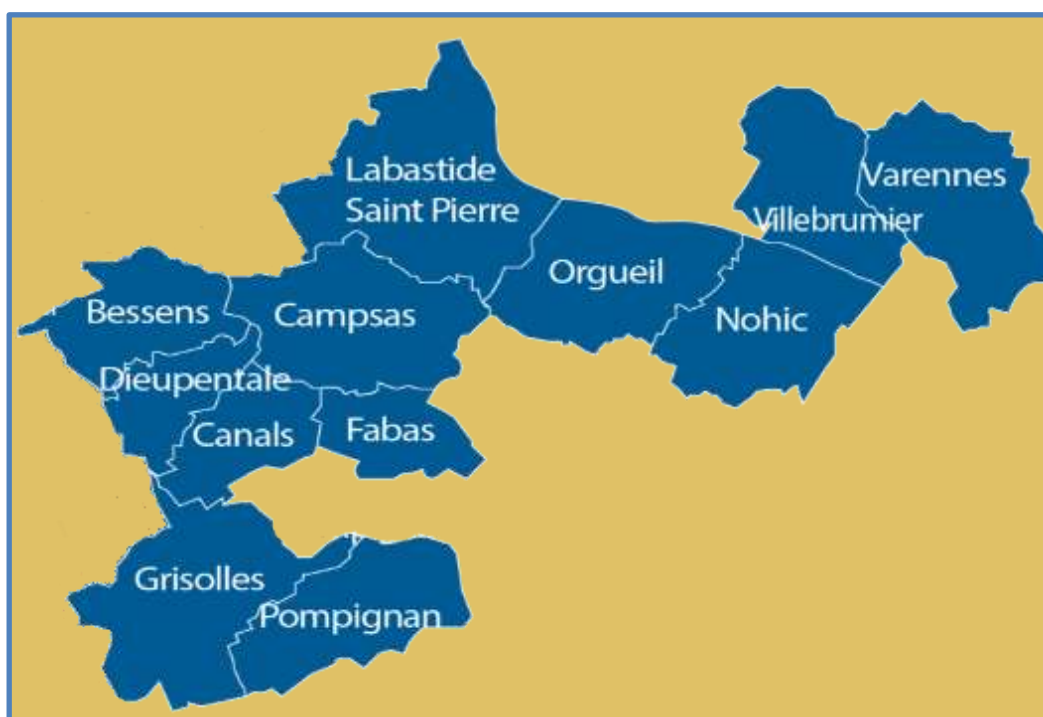 Labastide
Saint Pierre
Varennes
Villebrumier
Orgueil
Bessens
Campsas
Nohic
Dieupentale
Canals
Fabas
Grisolles
Pompignan